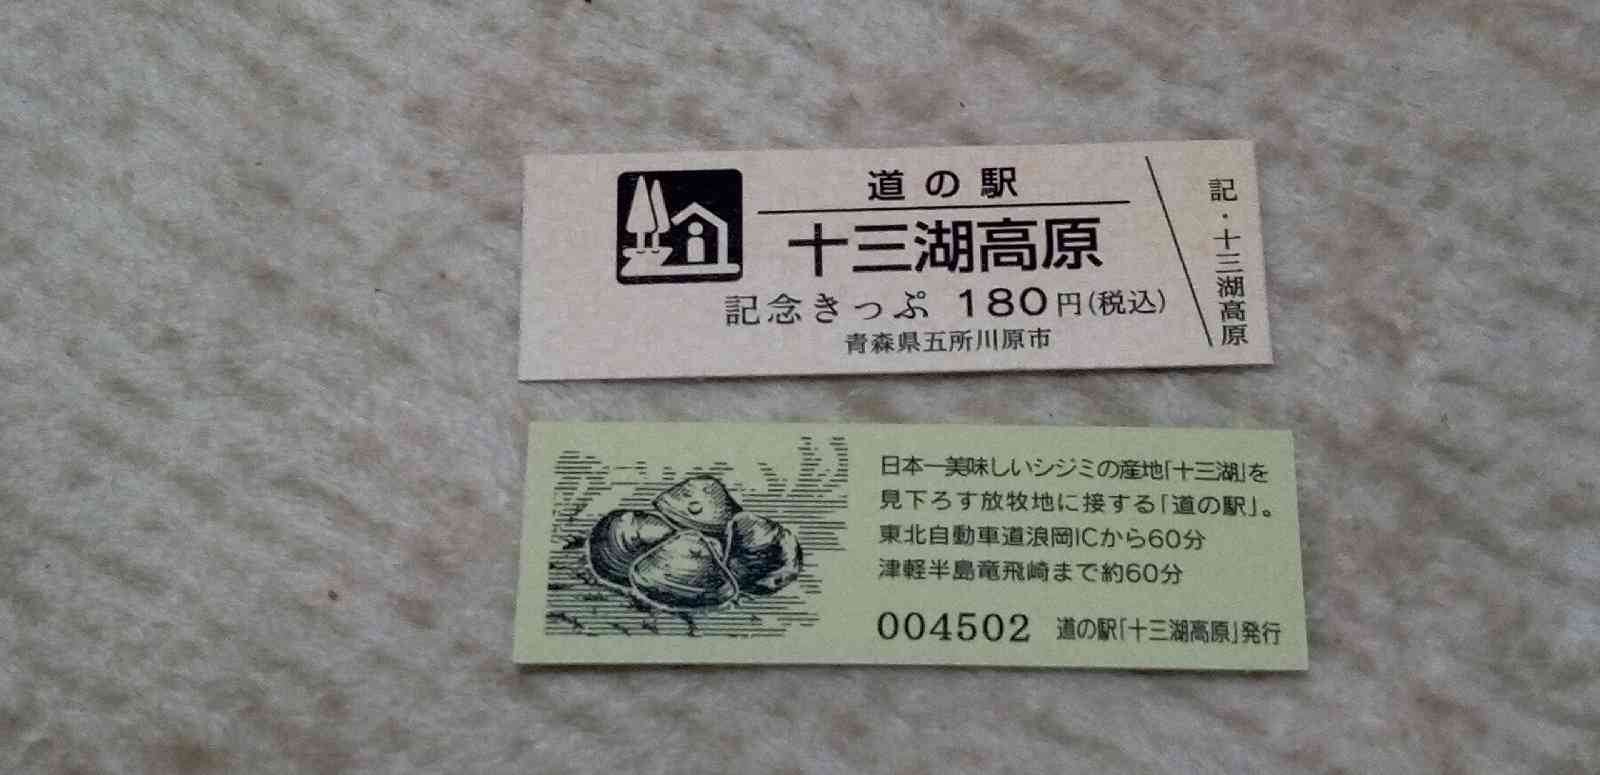 道の駅
十三湖高原
記念きっぷ 180円(税込)
青森県五所川原市
記・十三湖高原
日本一美味しいシジミの産地｢十三湖｣を
見下ろす放牧地に接する｢道の駅｣。
東北自動車道浪岡ICから60分
津軽半島竜飛崎まで約60分
004502 道の駅｢十三湖高原｣発行